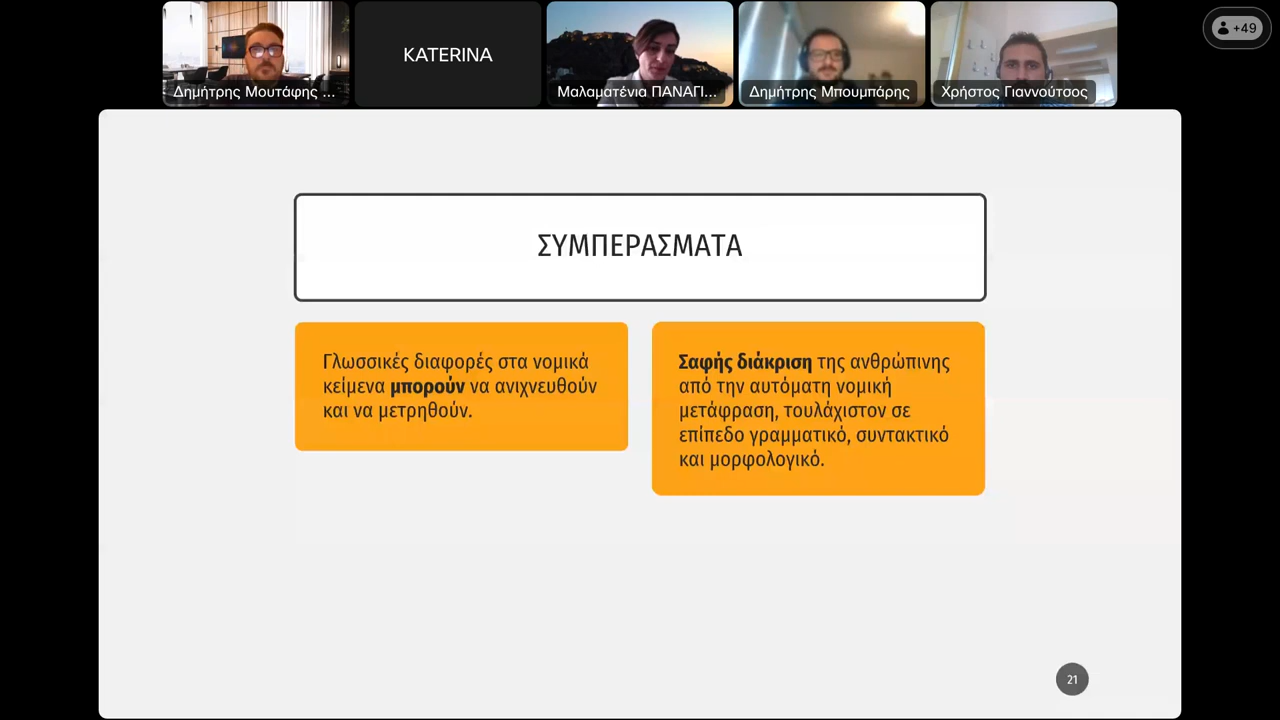 Δημήτρης Μουτάφης ...
KATERINA
Μαλαματένια ΠΑΝΑΓΙ...
Δημήτρης Μπουμπάρης
Χρήστος Γιαννούτσος
+49
ΣΥΜΠΕΡΑΣΜΑΤΑ
Γλωσσικές διαφορές στα νομικά
κείμενα μπορούν να ανιχνευθούν
και να μετρηθούν.
Σαφής διάκριση της ανθρώπινης
από την αυτόματη νομική
μετάφραση, τουλάχιστον σε
επίπεδο γραμματικό, συντακτικό
και μορφολογικό.
21